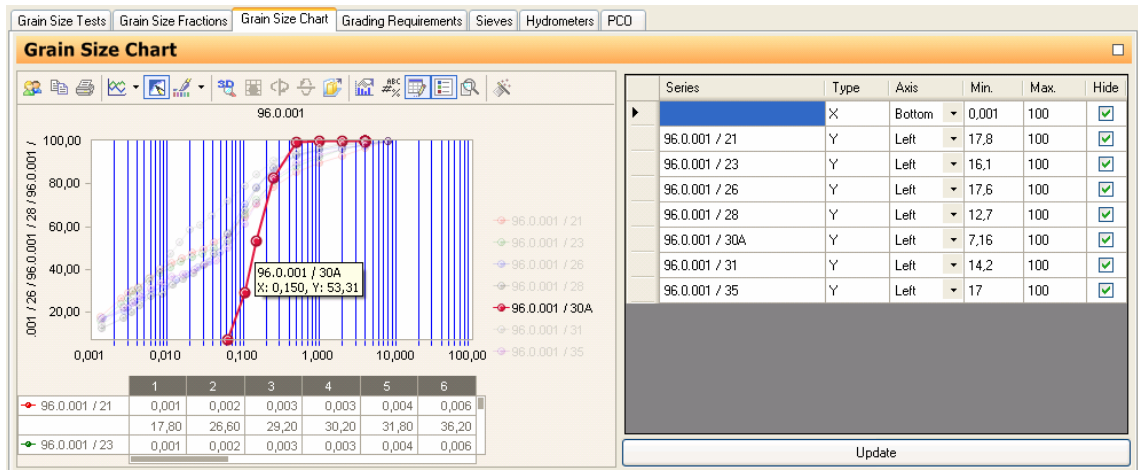 Grain Size Tests Grain Size Fractions Grain Size Chart Grading Requirements Sieves Hydrometers PCO
Grain Size Chart
96.0.001
.001 / 26 / 96.0.001 / 28 / 96.0.001 /
100,00
80,00
60,00
40,00
20,00
0,001 0,010 0,100 1,000 10,000 100,00
96.0.001 / 30A
X: 0,150, Y: 53,31
96.0.001 / 21
96.0.001 / 23
96.0.001 / 26
96.0.001 / 28
96.0.001 / 30A
96.0.001 / 31
96.0.001 / 35
1 2 3 4 5 6
96.0.001 / 21 0,001 0,002 0,003 0,003 0,004 0,006
17,80 26,60 29,20 30,20 31,80 36,20
96.0.001 / 23 0,001 0,002 0,003 0,003 0,004 0,006
Series Type Axis Min. Max. Hide
X Bottom 0,001 100
96.0.001 / 21 Y Left 17,8 100
96.0.001 / 23 Y Left 16,1 100
96.0.001 / 26 Y Left 17,6 100
96.0.001 / 28 Y Left 12,7 100
96.0.001 / 30A Y Left 7,16 100
96.0.001 / 31 Y Left 14,2 100
96.0.001 / 35 Y Left 17 100
Update